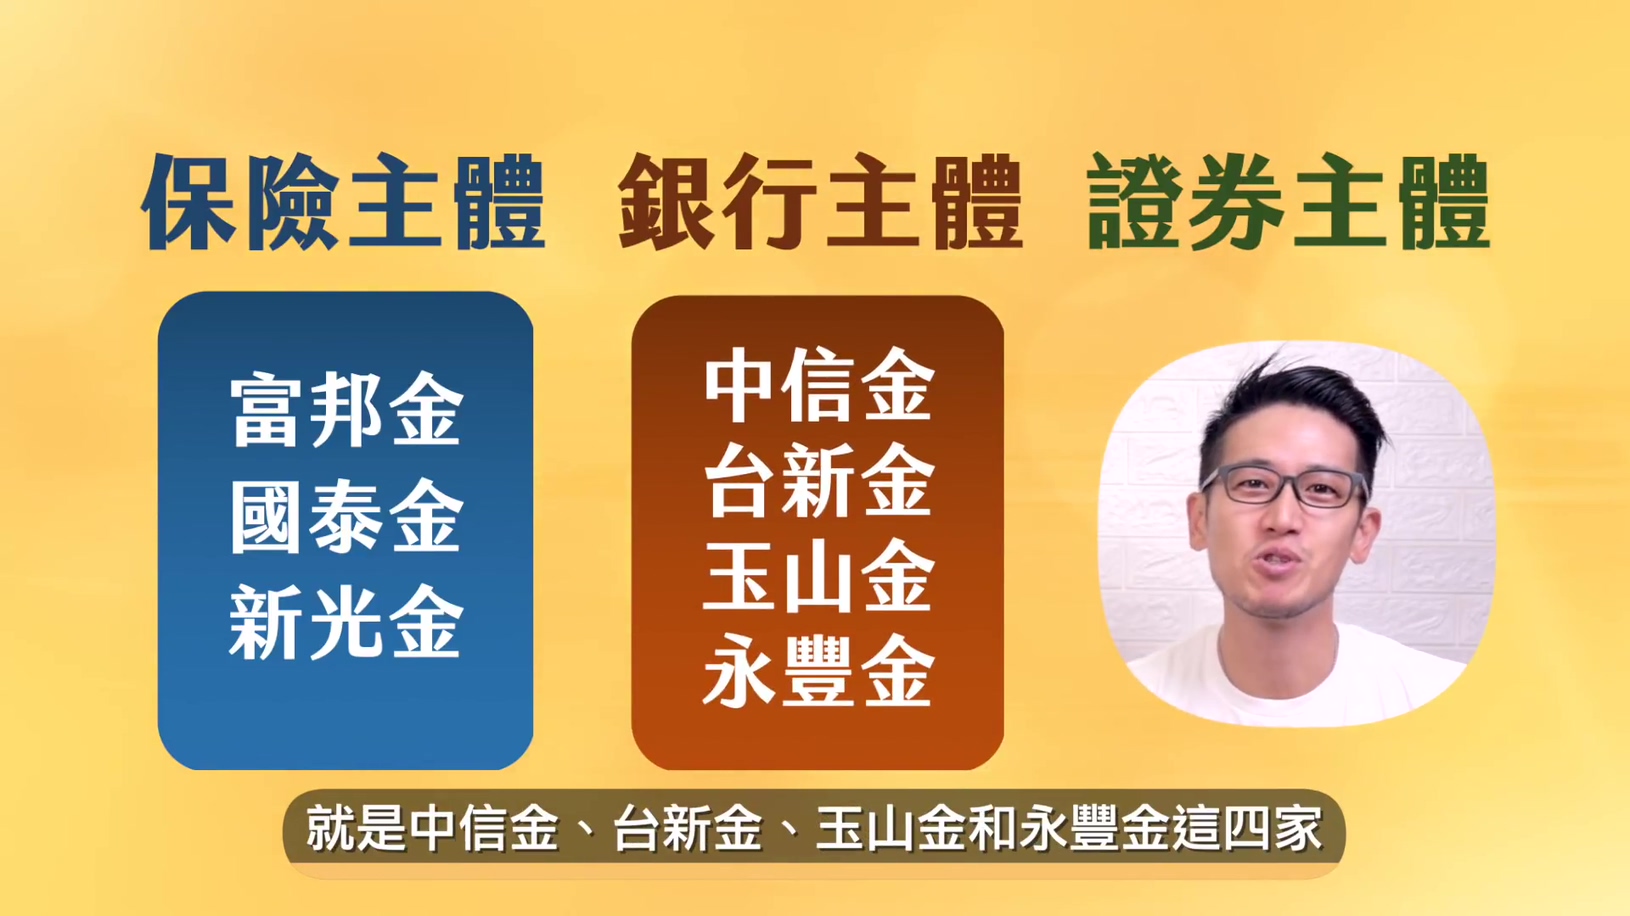 保險主體
銀行主體
證券主體
富邦金
國泰金
新光金
中信金
台新金
玉山金
永豐金
就是中信金、台新金、玉山金和永豐金這四家